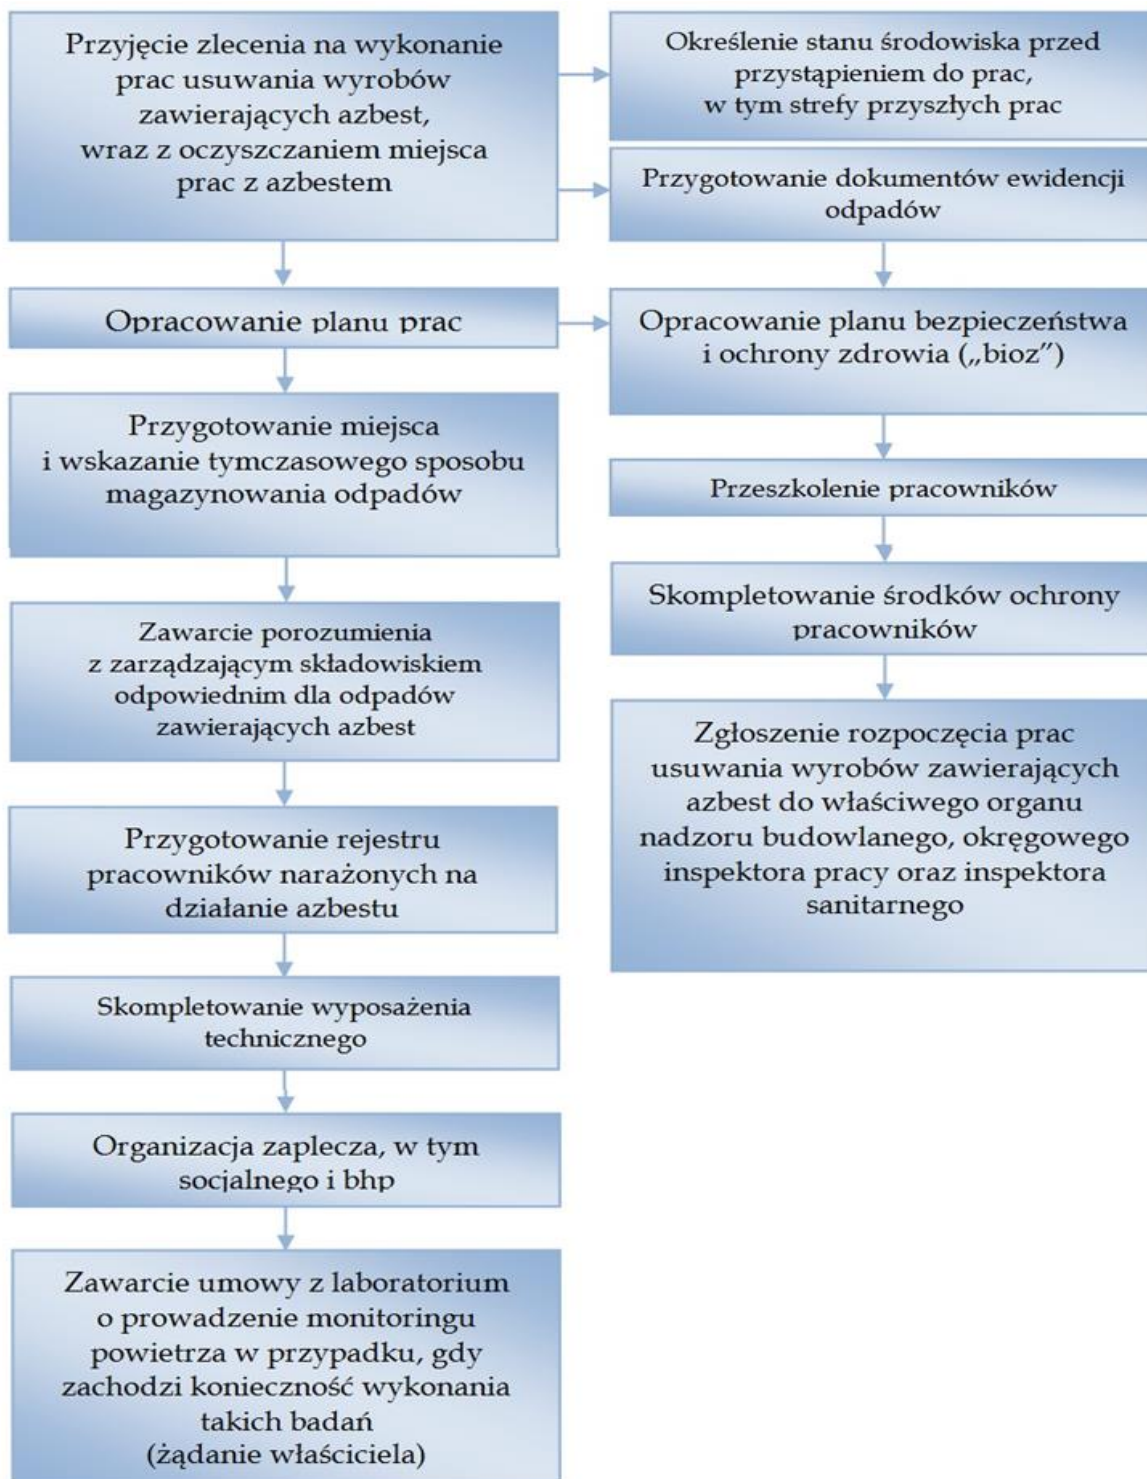 Przyjęcie zlecenia na wykonanie
prac usuwania wyrobów
zawierających azbest,
wraz z oczyszczaniem miejsca
prac z azbestem
Określenie stanu środowiska przed
przystąpieniem do prac,
w tym strefy przyszłych prac
Przygotowanie dokumentów ewidencji
odpadów
Opracowanie planu prac
Opracowanie planu bezpieczeństwa
i ochrony zdrowia („bioz”)
Przygotowanie miejsca
i wskazanie tymczasowego sposobu
magazynowania odpadów
Przeszkolenie pracowników
Skompletowanie środków ochrony
pracowników
Zawarcie porozumienia
z zarządzającym składowiskiem
odpowiednim dla odpadów
zawierających azbest
Zgłoszenie rozpoczęcia prac
usuwania wyrobów zawierających
azbest do właściwego organu
nadzoru budowlanego, okręgowego
inspektora pracy oraz inspektora
sanitarnego
Przygotowanie rejestru
pracowników narażonych na
działanie azbestu
Skompletowanie wyposażenia
technicznego
Organizacja zaplecza, w tym
socjalnego i bhp
Zawarcie umowy z laboratorium
o prowadzenie monitoringu
powietrza w przypadku, gdy
zachodzi konieczność wykonania
takich badań
(żądanie właściciela)